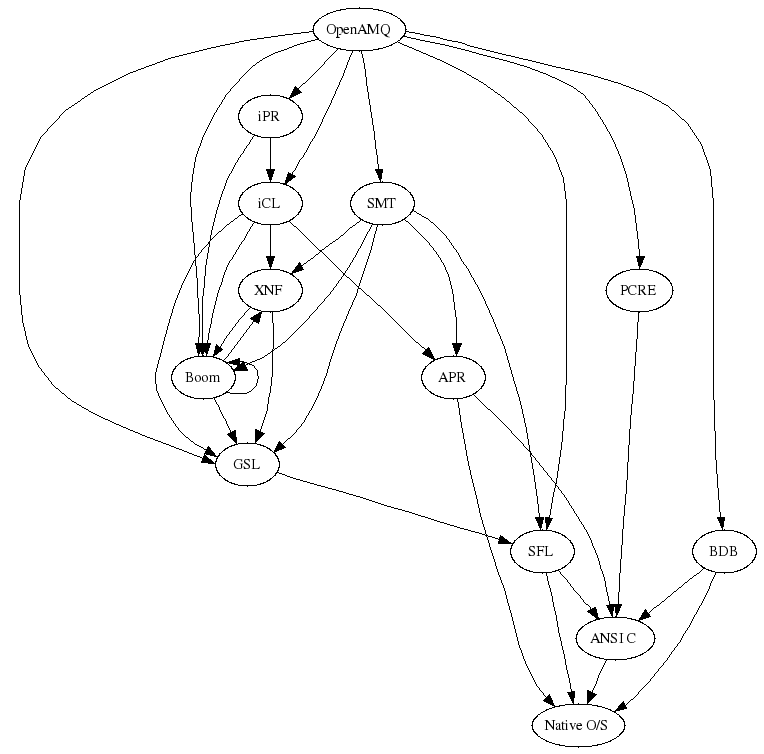 OpenAMQ
iPR
iCL
SMT
XNF
PCRE
Boom
APR
GSL
SFL
BDB
ANSI C
Native O/S